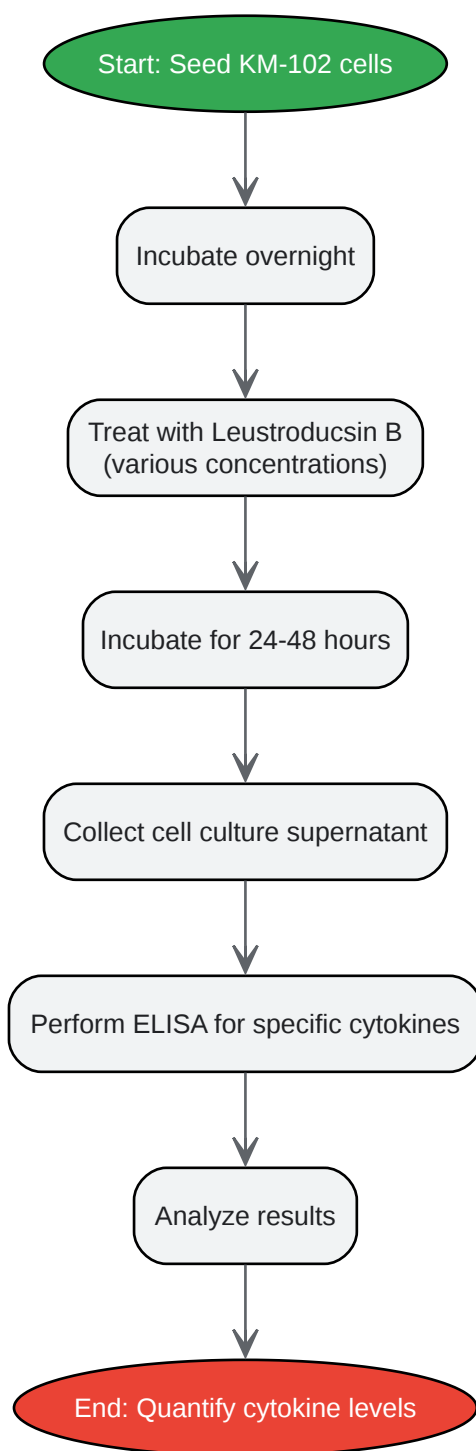 Start: Seed KM-102 cells
Incubate overnight
Treat with Leustroducsin B
(various concentrations)
Incubate for 24-48 hours
Collect cell culture supernatant
Perform ELISA for specific cytokines
Analyze results
End: Quantify cytokine levels